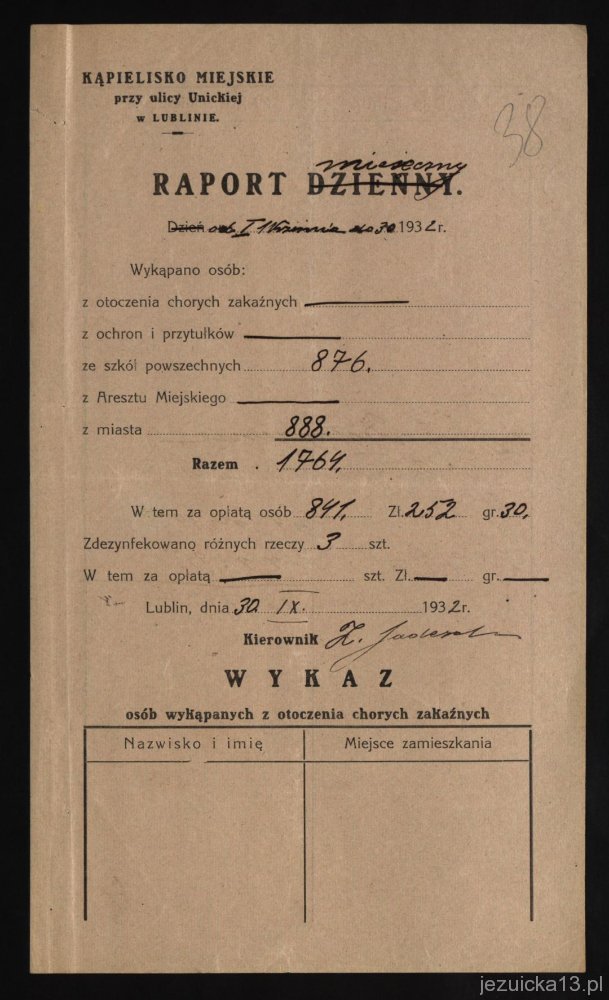 KĄPIELISKO MIEJSKIE
przy ulicy Unickiej
w LUBLINIE.
38
miesięczny
RAPORT DZIENNY.
Dzień od 1 Września do 30 1932 r.
Wykąpano osób:
z otoczenia chorych zakaźnych
z ochron i przytułków
ze szkół powszechnych 876.
z Aresztu Miejskiego
z miasta 888.
Razem . 1764.
W tem za opłatą osób 841. Zł. 252 gr. 30.
Zdezynfekowano różnych rzeczy 3 szt.
W tem za opłatą szt. Zł. gr.
Lublin, dnia 30 IX. 1932 r.
Kierownik Z.
WYKAZ
osób wykąpanych z otoczenia chorych zakaźnych
Nazwisko i imię Miejsce zamieszkania
jezuicka13.pl